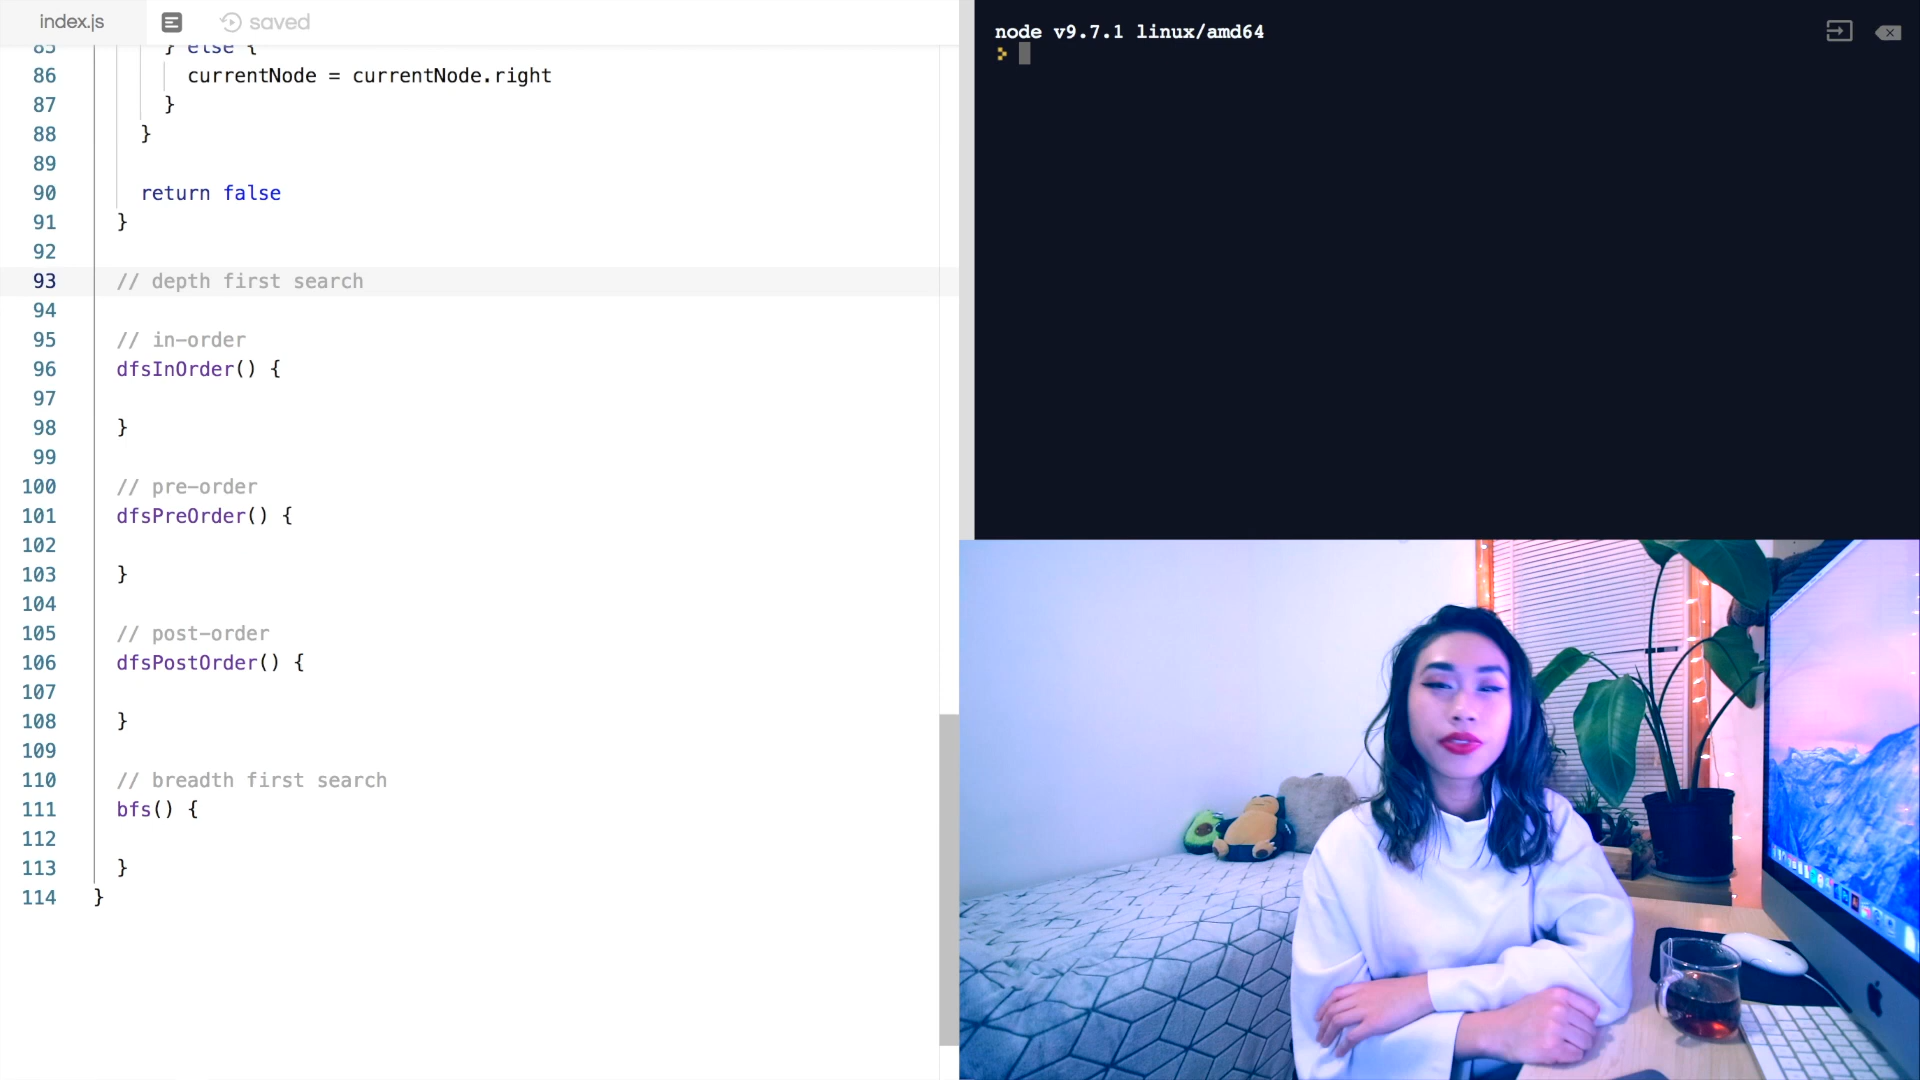 index.js
saved
node v9.7.1 linux/amd64
85 } else {
86 currentNode = currentNode.right
87 }
88 }
89
90 return false
91 }
92
93 // depth first search
94
95 // in-order
96 dfsInOrder() {
97
98 }
99
100 // pre-order
101 dfsPreOrder() {
102
103 }
104
105 // post-order
106 dfsPostOrder() {
107
108 }
109
110 // breadth first search
111 bfs() {
112
113 }
114 }